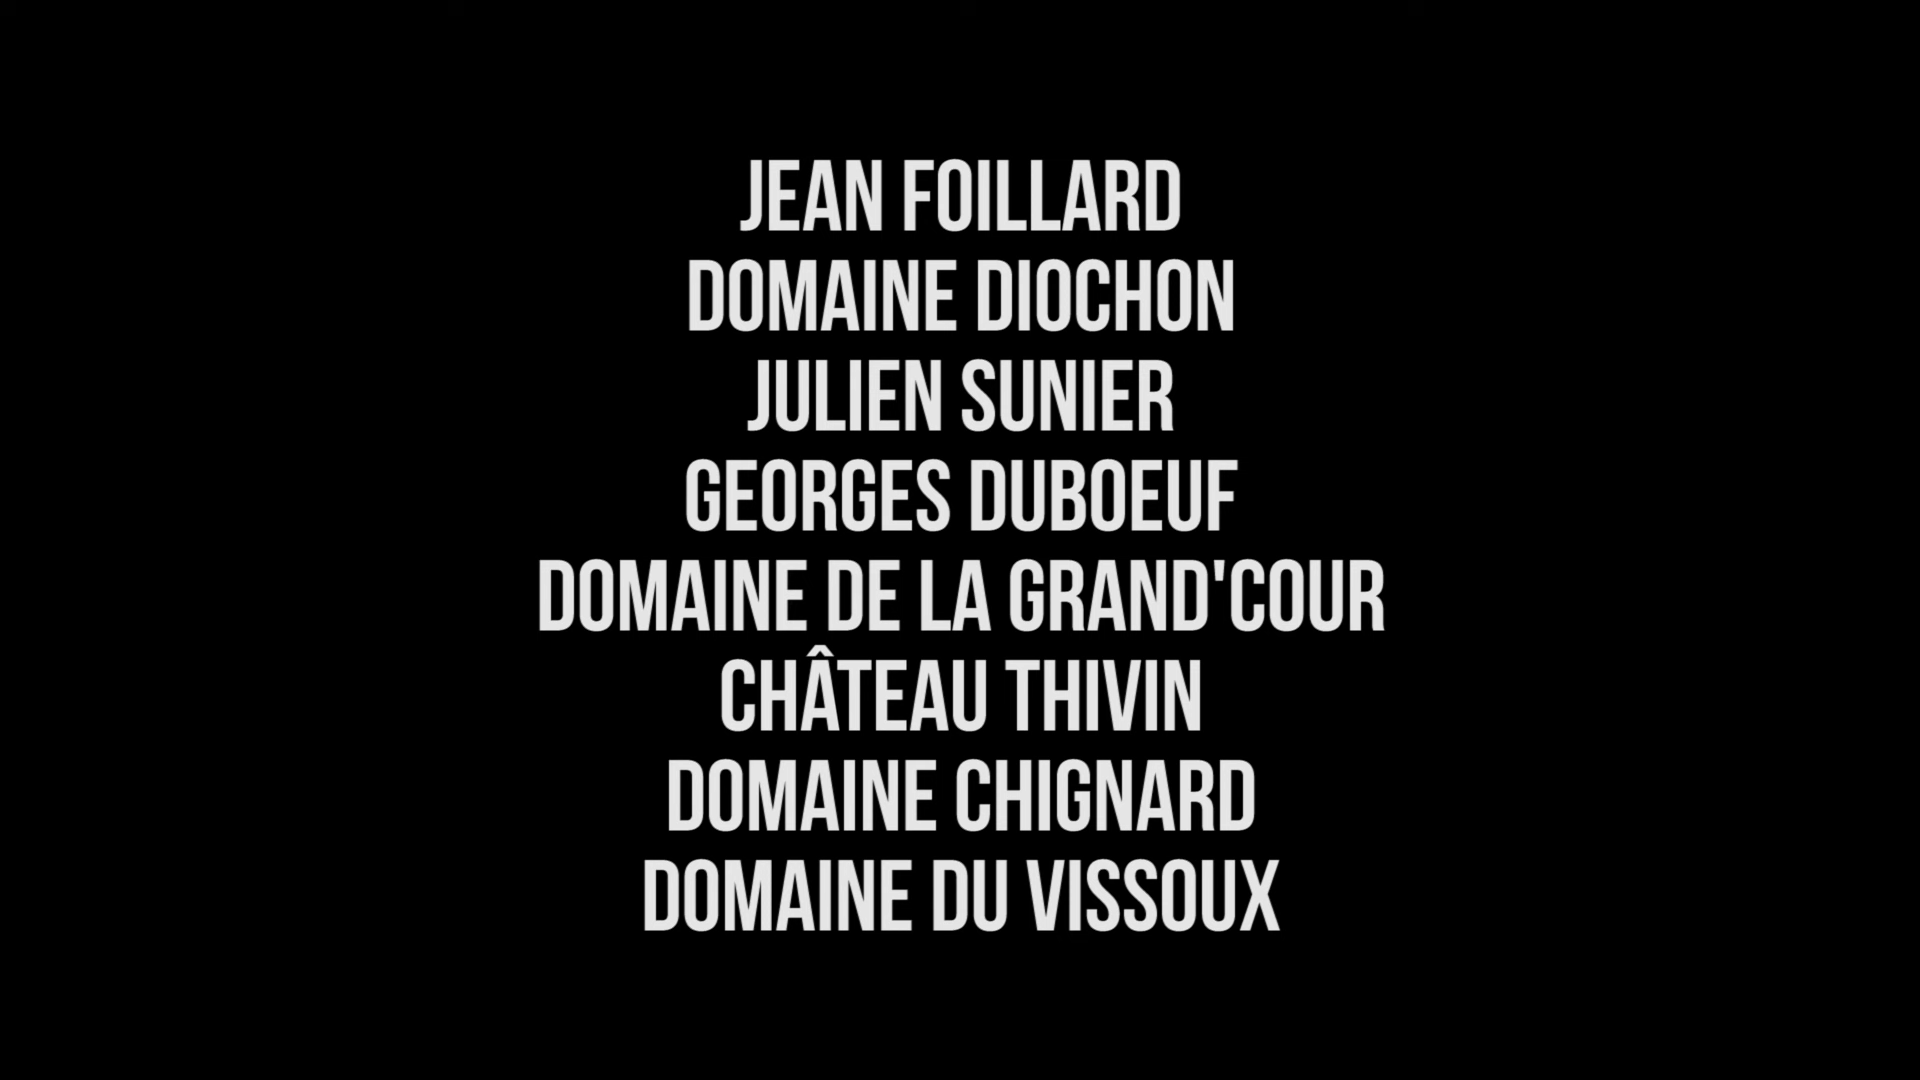 JEAN FOILLARD
DOMAINE DIOCHON
JULIEN SUNIER
GEORGES DUBOEUF
DOMAINE DE LA GRAND'COUR
CHÂTEAU THIVIN
DOMAINE CHIGNARD
DOMAINE DU VISSOUX